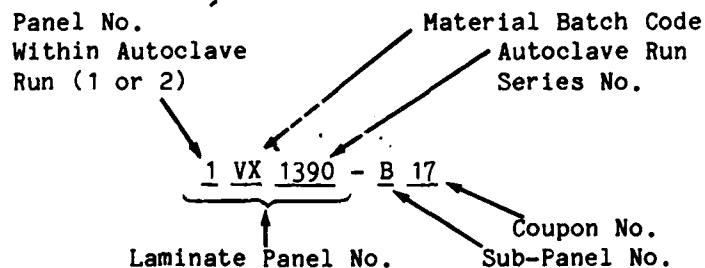 Panel No.
Within Autoclave
Run (1 or 2)
Material Batch Code
Autoclave Run
Series No.
1 VX 1390 - B 17
Coupon No.
Laminate Panel No.
Sub-Panel No.